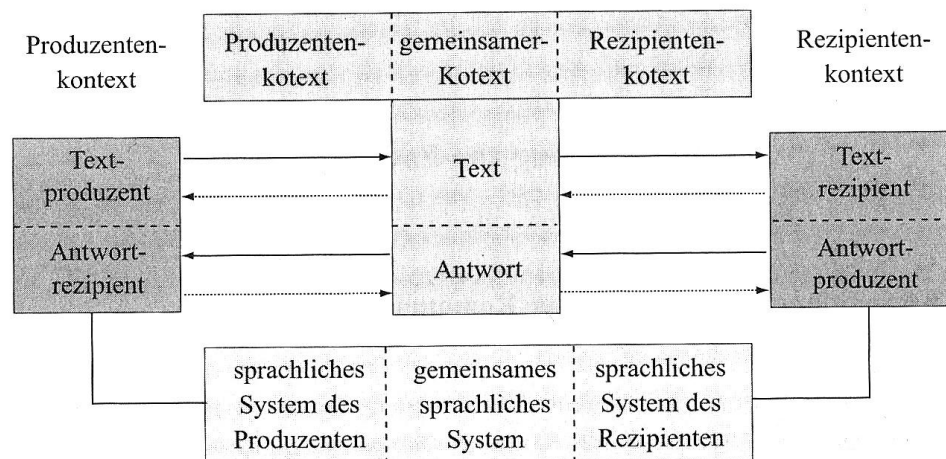 Produzenten-
kontext
Produzenten-
kotext
gemeinsamer-
Kotext
Rezipienten-
kotext
Rezipienten-
kontext
Text-
produzent
Text
Text-
rezipient
Antwort-
rezipient
Antwort
Antwort-
produzent
sprachliches
System des
Produzenten
gemeinsames
sprachliches
System
sprachliches
System des
Rezipienten